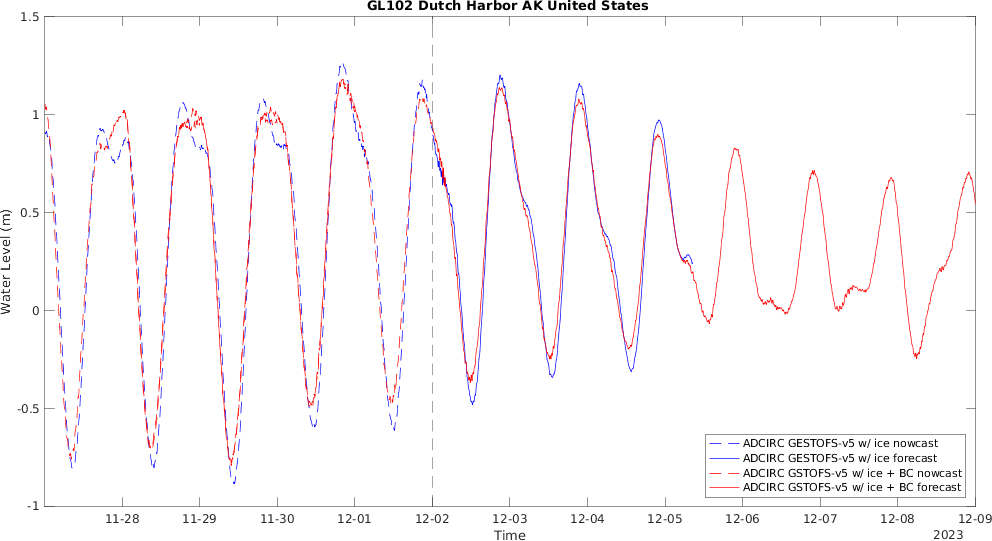 GL102 Dutch Harbor AK United States
Water Level (m)
1.5
1
0.5
0
-0.5
-1
ADCIRC GESTOFS-v5 w/ ice nowcast
ADCIRC GESTOFS-v5 w/ ice forecast
ADCIRC GSTOFS-v5 w/ ice + BC nowcast
ADCIRC GSTOFS-v5 w/ ice + BC forecast
11-28 11-29 11-30 12-01 12-02 12-03 12-04 12-05 12-06 12-07 12-08 12-09
Time
2023